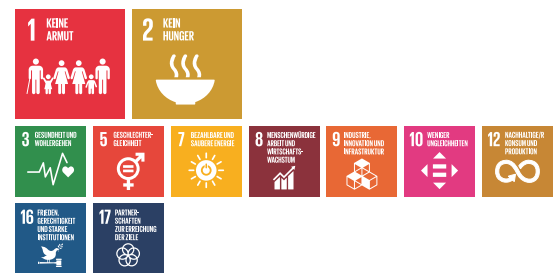 1 KEINE
ARMUT
2 KEIN
HUNGER
3 GESUNDHEIT UND
WOHLERGEHEN
5 GESCHLECHTER-
GLEICHHEIT
7 BEZAHLBARE UND
SAUBERE ENERGIE
8 MENSCHENWÜRDIGE
ARBEIT UND
WIRTSCHAFTS-
WACHSTUM
9 INDUSTRIE,
INNOVATION UND
INFRASTRUKTUR
10 WENIGER
UNGLEICHHEITEN
12 NACHHALTIGE/R
KONSUM UND
PRODUKTION
16 FRIEDEN,
GERECHTIGKEIT
UND STARKE
INSTITUTIONEN
17 PARTNER-
SCHAFTEN
ZUR ERREICHUNG
DER ZIELE